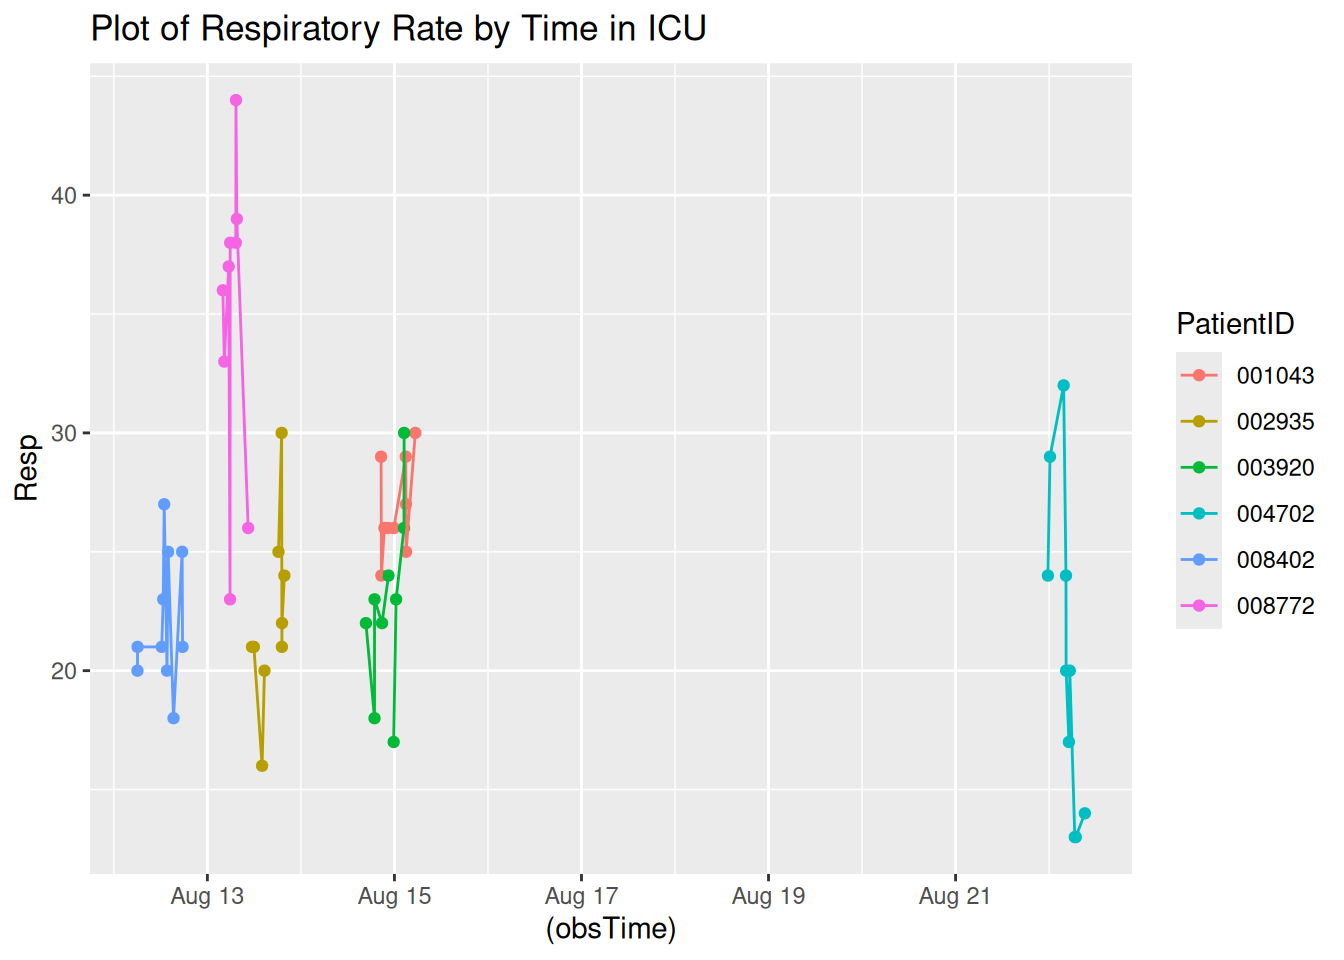 Plot of Respiratory Rate by Time in ICU
40
30
20
Resp
Aug 13 Aug 15 Aug 17 Aug 19 Aug 21
(obsTime)
PatientID
001043
002935
003920
004702
008402
008772